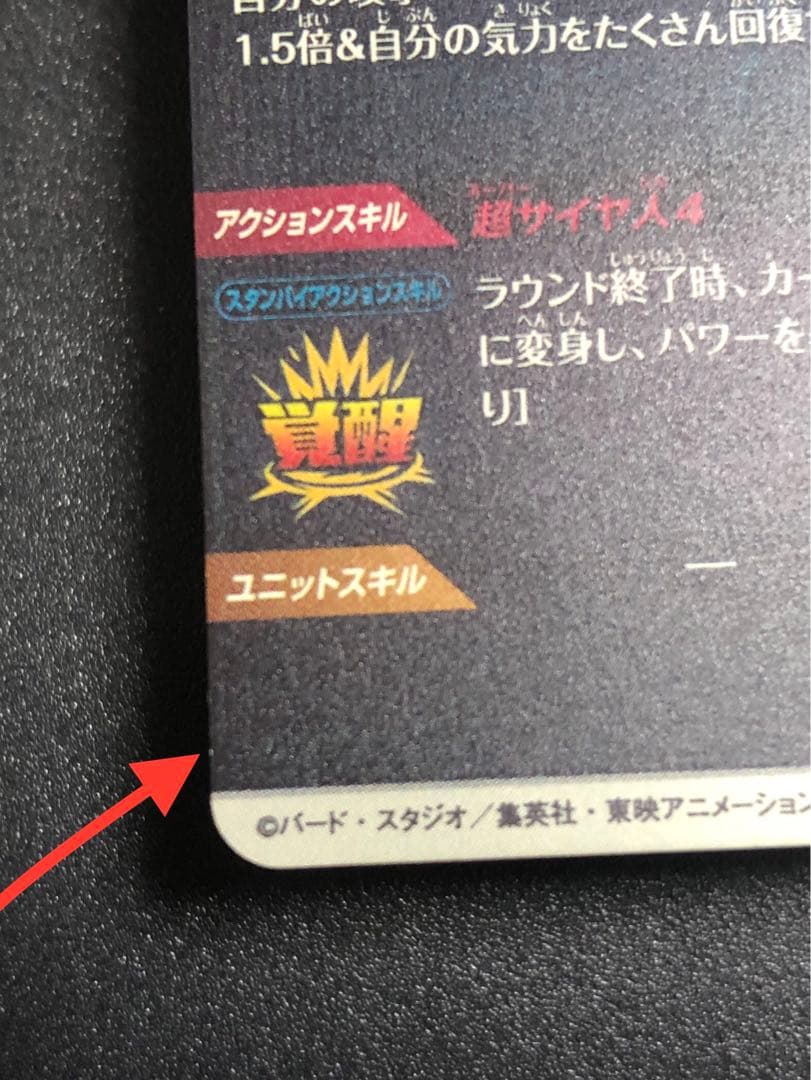 1.5倍&自分の気力をたくさん回復
アクションスキル
超サイヤ人4
スタンバイアクションスキル
ラウンド終了時、カー
に変身し、パワーを
り]
覚醒
ユニットスキル
—
©バード・スタジオ/集英社・東映アニメーション